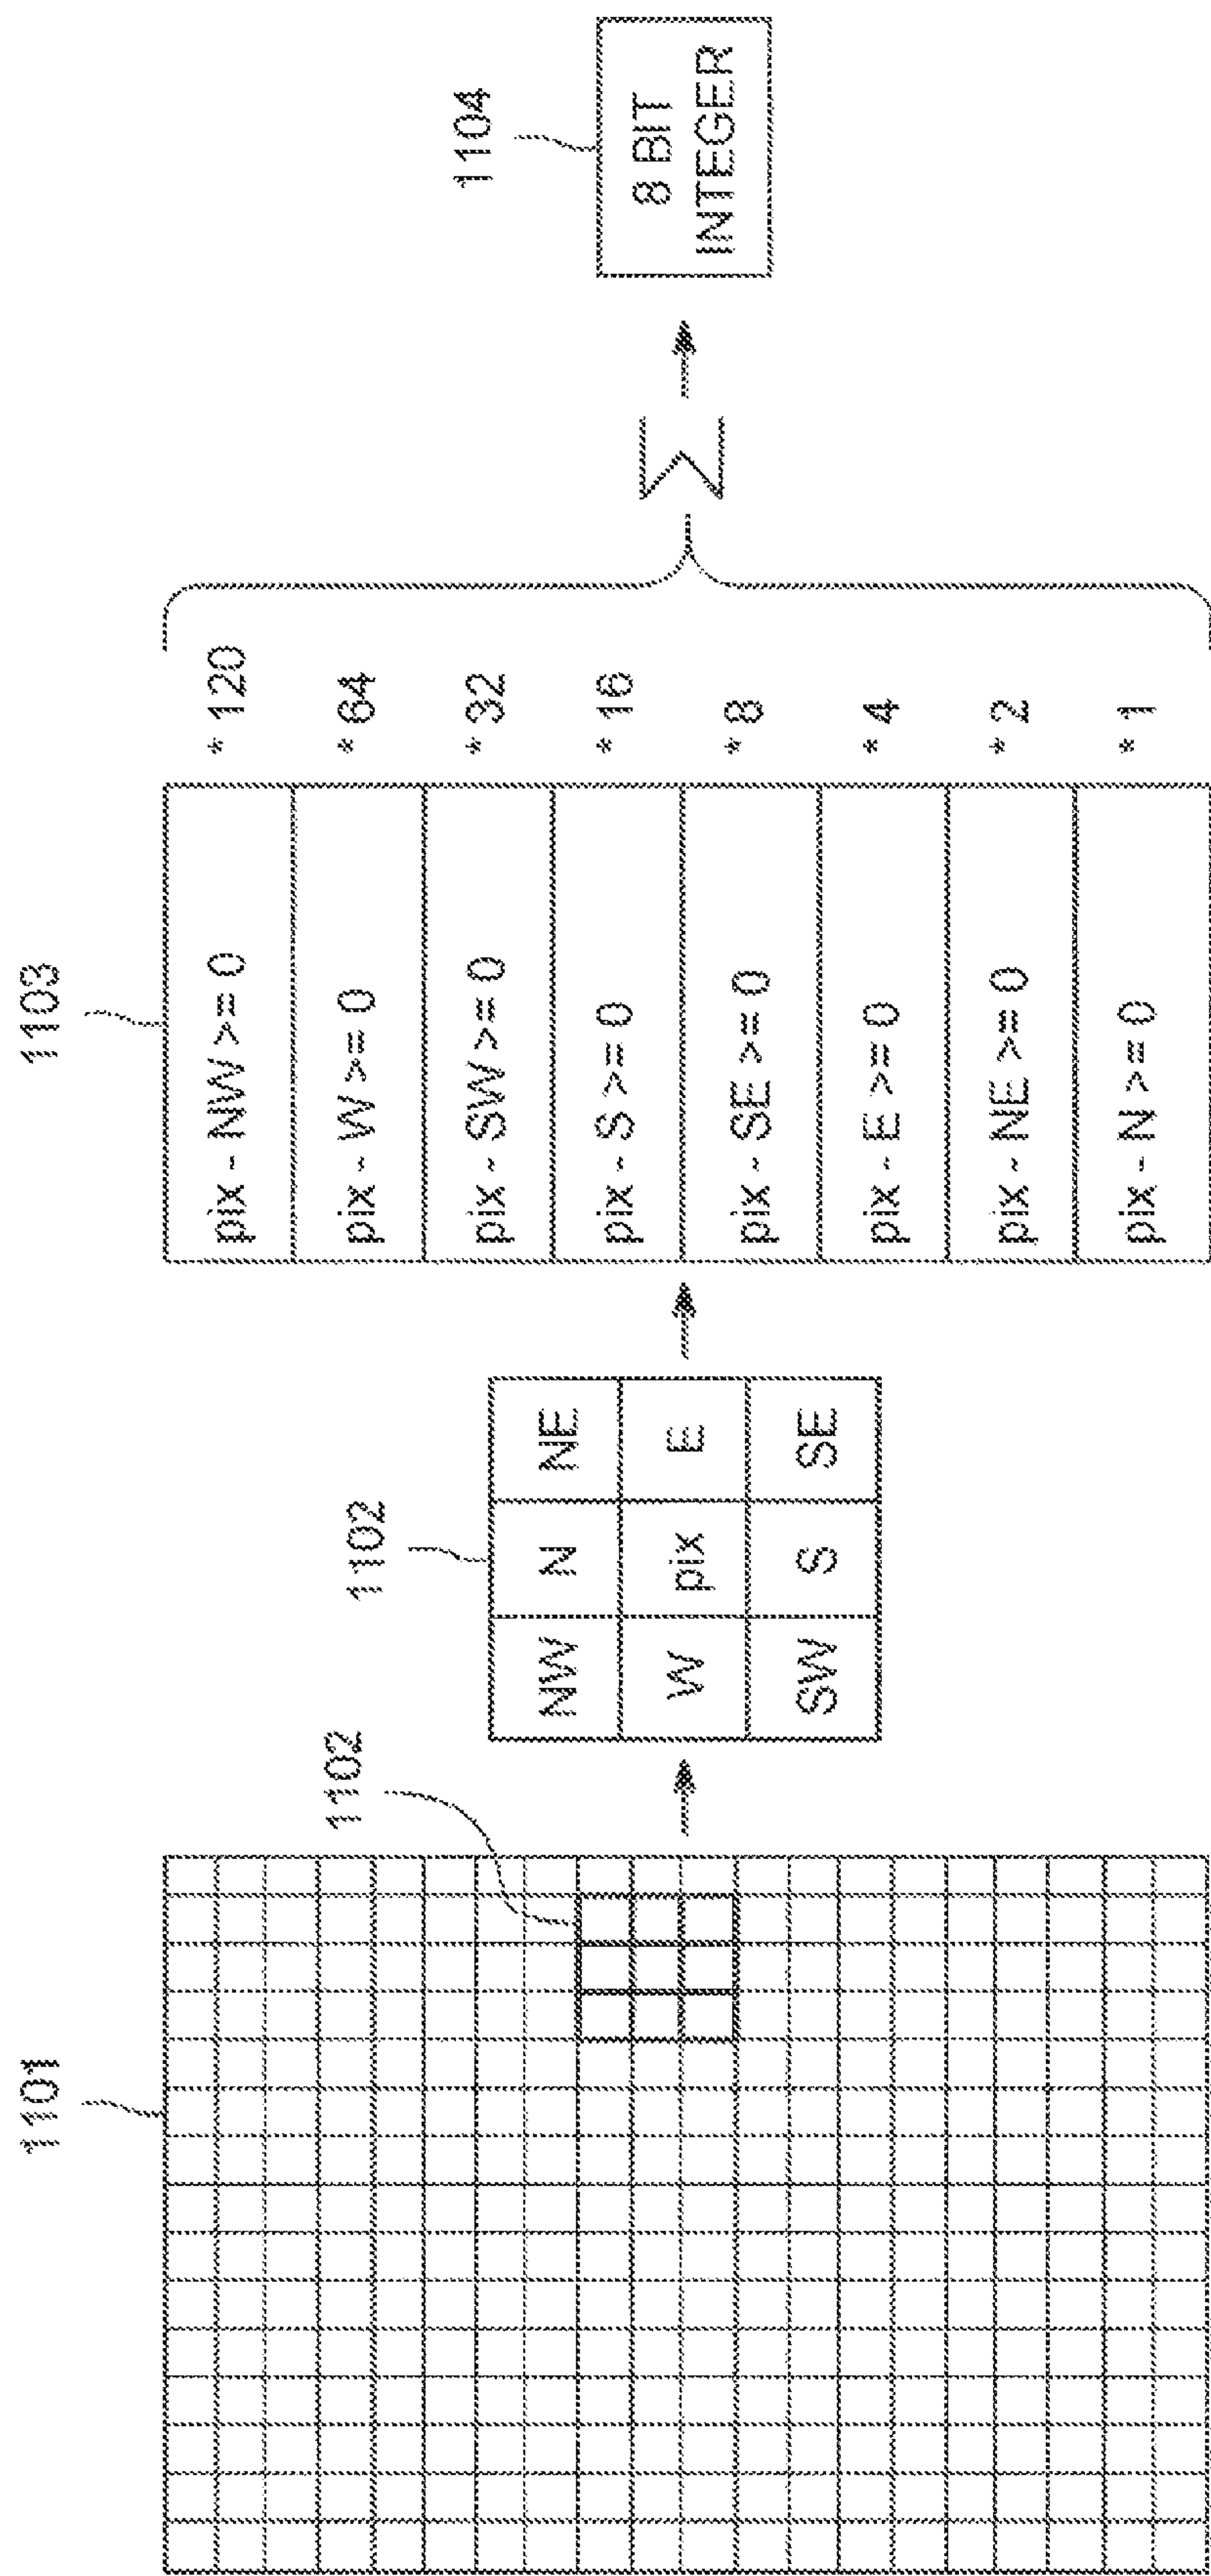 1101
1102
1102
NW N NE
W pix E
SW S SE
1103
pix - NW >= 0 * 120
pix - W >= 0 * 64
pix - SW >= 0 * 32
pix - S >= 0 * 16
pix - SE >= 0 * 8
pix - E >= 0 * 4
pix - NE >= 0 * 2
pix - N >= 0 * 1
Σ
1104
8 BIT
INTEGER